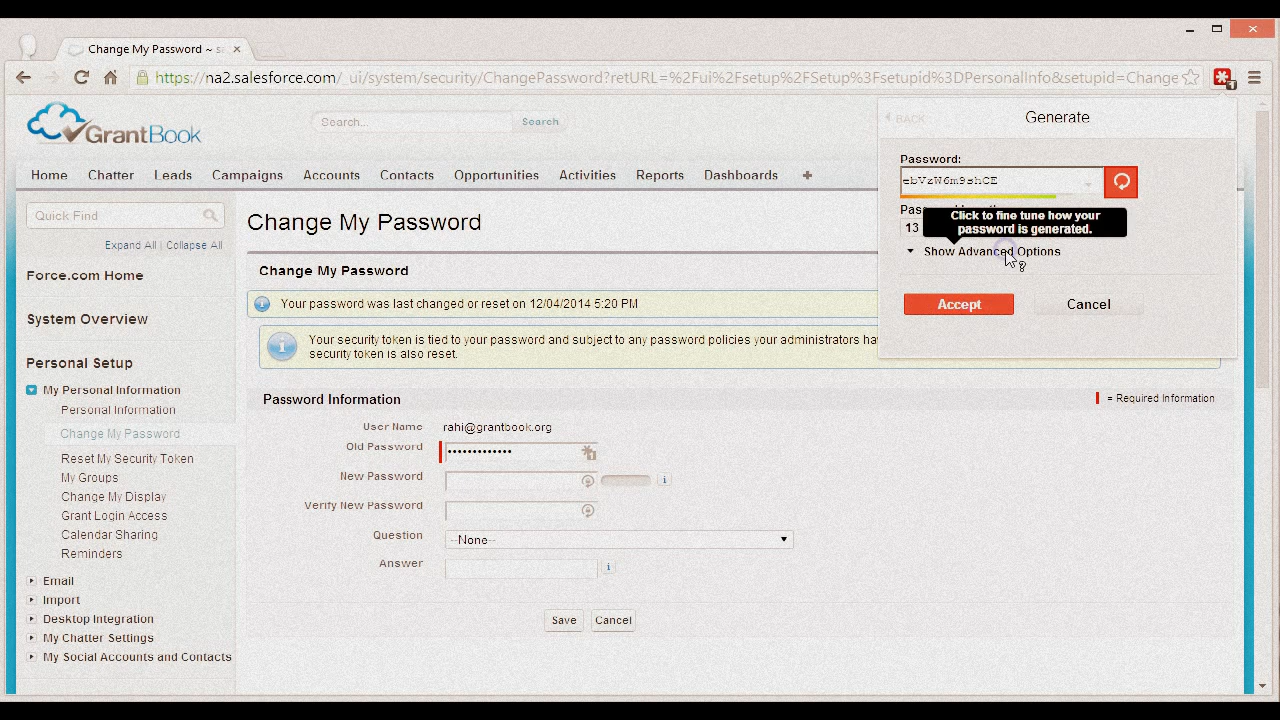 Change My Password ~ s
https://na2.salesforce.com/_ui/system/security/ChangePassword?retURL=%2Fui%2Fsetup%2FSetup%3Fsetupid%3DPersonalInfo&setupid=Change
GrantBook
Search...
Search
Home Chatter Leads Campaigns Accounts Contacts Opportunities Activities Reports Dashboards +
Quick Find
Expand All | Collapse All
Force.com Home
System Overview
Personal Setup
My Personal Information
Personal Information
Change My Password
Reset My Security Token
My Groups
Change My Display
Grant Login Access
Calendar Sharing
Reminders
Email
Import
Desktop Integration
My Chatter Settings
My Social Accounts and Contacts
Change My Password
Change My Password
Your password was last changed or reset on 12/04/2014 5:20 PM
Your security token is tied to your password and subject to any password policies your administrators
security token is also reset.
Password Information
= Required Information
User Name rahi@grantbook.org
Old Password •••••••••••••
New Password
Verify New Password
Question --None--
Answer
Save Cancel
BACK
Generate
Password:
13
Click to fine tune how your
password is generated.
Show Advanced Options
Accept Cancel